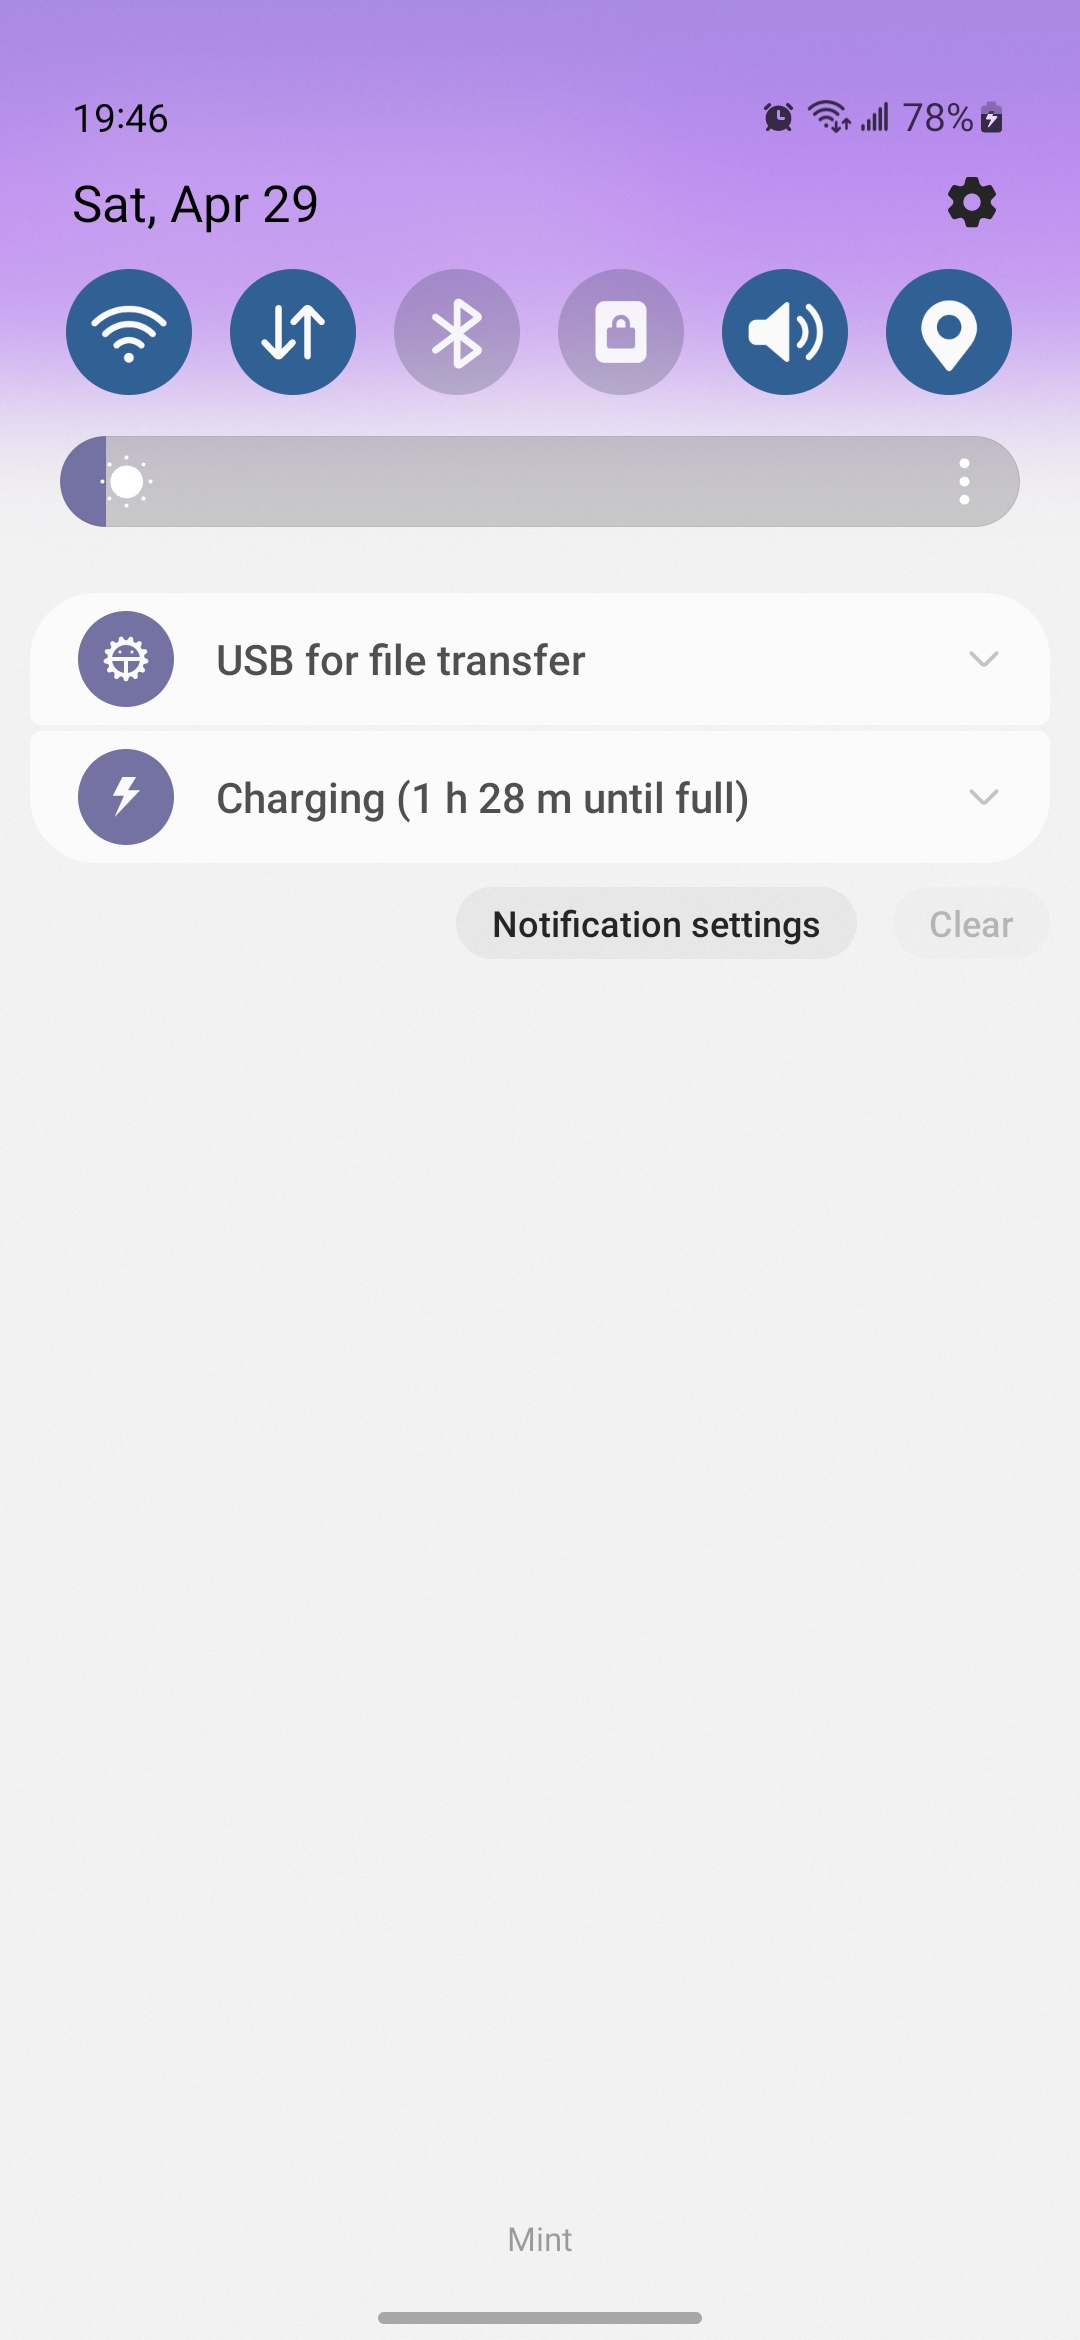 19:46
78%
Sat, Apr 29
USB for file transfer
Charging (1 h 28 m until full)
Notification settings
Clear
Mint